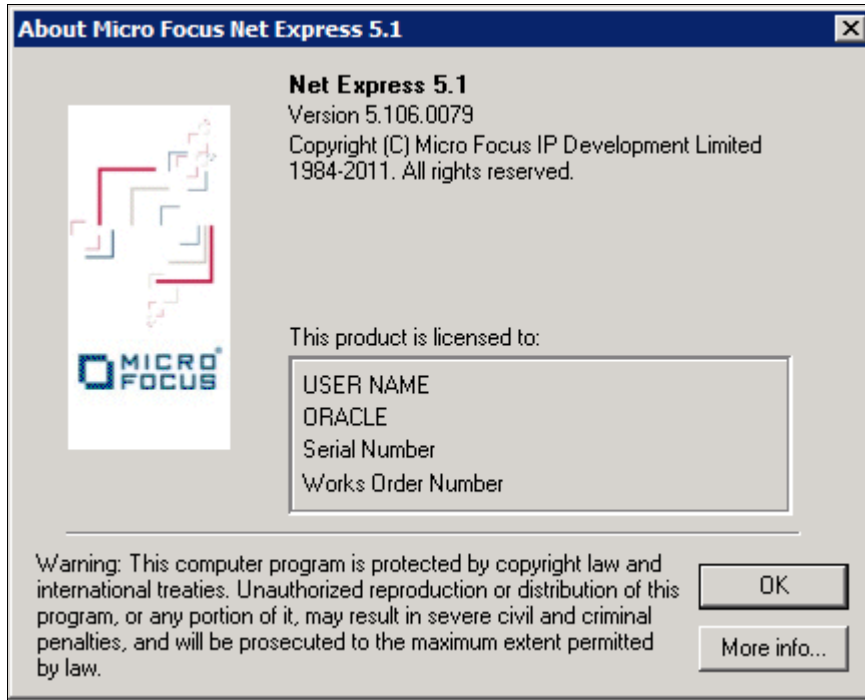 About Micro Focus Net Express 5.1
Net Express 5.1
Version 5.106.0079
Copyright (C) Micro Focus IP Development Limited
1984-2011. All rights reserved.
MICRO
FOCUS
This product is licensed to:
USER NAME
ORACLE
Serial Number
Works Order Number
Warning: This computer program is protected by copyright law and
international treaties. Unauthorized reproduction or distribution of this
program, or any portion of it, may result in severe civil and criminal
penalties, and will be prosecuted to the maximum extent permitted
by law.
OK
More info...